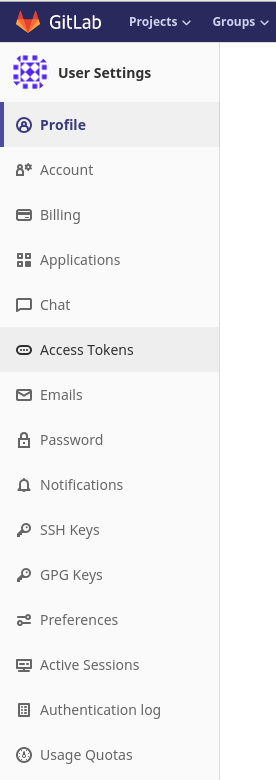 GitLab Projects Groups
User Settings
Profile
Account
Billing
Applications
Chat
Access Tokens
Emails
Password
Notifications
SSH Keys
GPG Keys
Preferences
Active Sessions
Authentication log
Usage Quotas